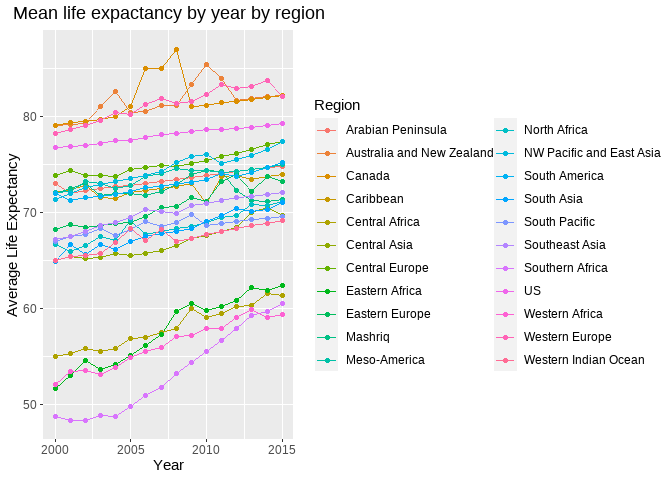 Mean life expactancy by year by region
Average Life Expectancy
80
70
60
50
2000
2005
2010
2015
Year
Region
Arabian Peninsula
Australia and New Zealand
Canada
Caribbean
Central Africa
Central Asia
Central Europe
Eastern Africa
Eastern Europe
Mashriq
Meso-America
North Africa
NW Pacific and East Asia
South America
South Asia
South Pacific
Southeast Asia
Southern Africa
US
Western Africa
Western Europe
Western Indian Ocean